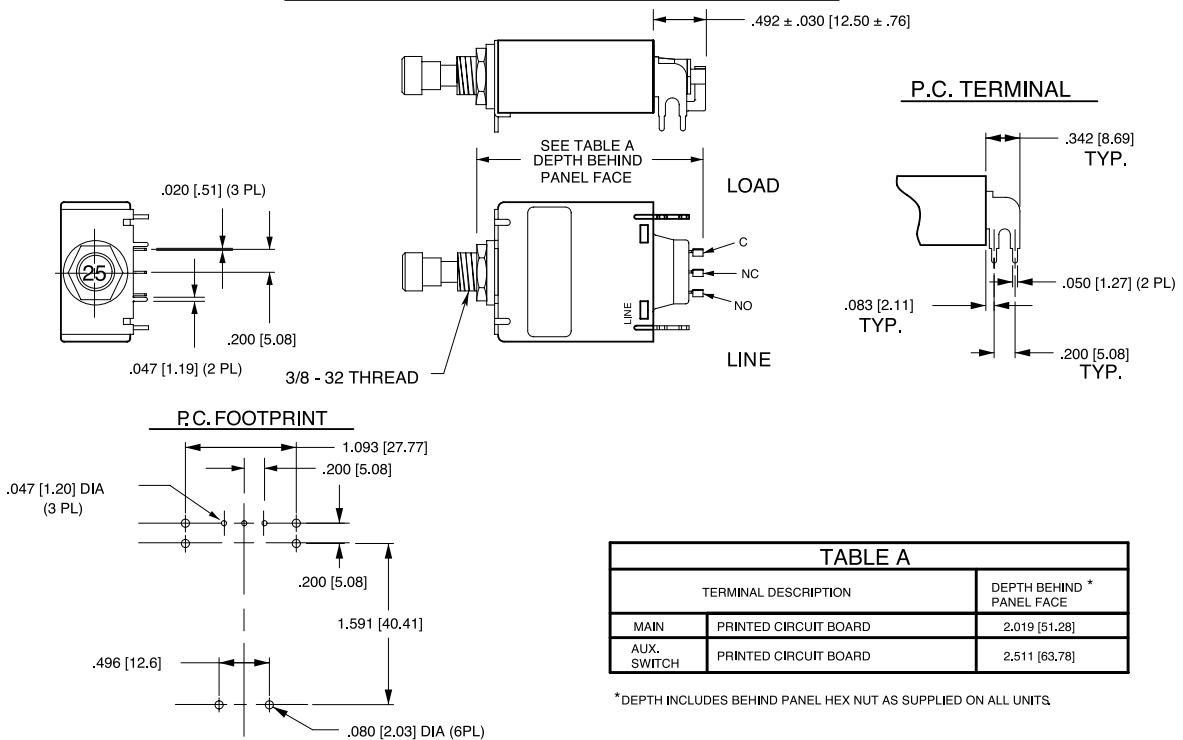 .492 ± .030 [12.50 ± .76]
P.C. TERMINAL
.342 [8.69]
TYP.
.050 [1.27] (2 PL)
.083 [2.11]
TYP.
.200 [5.08]
TYP.
SEE TABLE A
DEPTH BEHIND
PANEL FACE
LOAD
C
NC
NO
LINE
LINE
3/8 - 32 THREAD
.020 [.51] (3 PL)
25
.200 [5.08]
.047 [1.19] (2 PL)
P.C. FOOTPRINT
1.093 [27.77]
.200 [5.08]
.047 [1.20] DIA
(3 PL)
.200 [5.08]
1.591 [40.41]
.496 [12.6]
.080 [2.03] DIA (6PL)
TABLE A
TERMINAL DESCRIPTION
DEPTH BEHIND *
PANEL FACE
MAIN PRINTED CIRCUIT BOARD 2.019 [51.28]
AUX.
SWITCH PRINTED CIRCUIT BOARD 2.511 [63.78]
*DEPTH INCLUDES BEHIND PANEL HEX NUT AS SUPPLIED ON ALL UNITS.